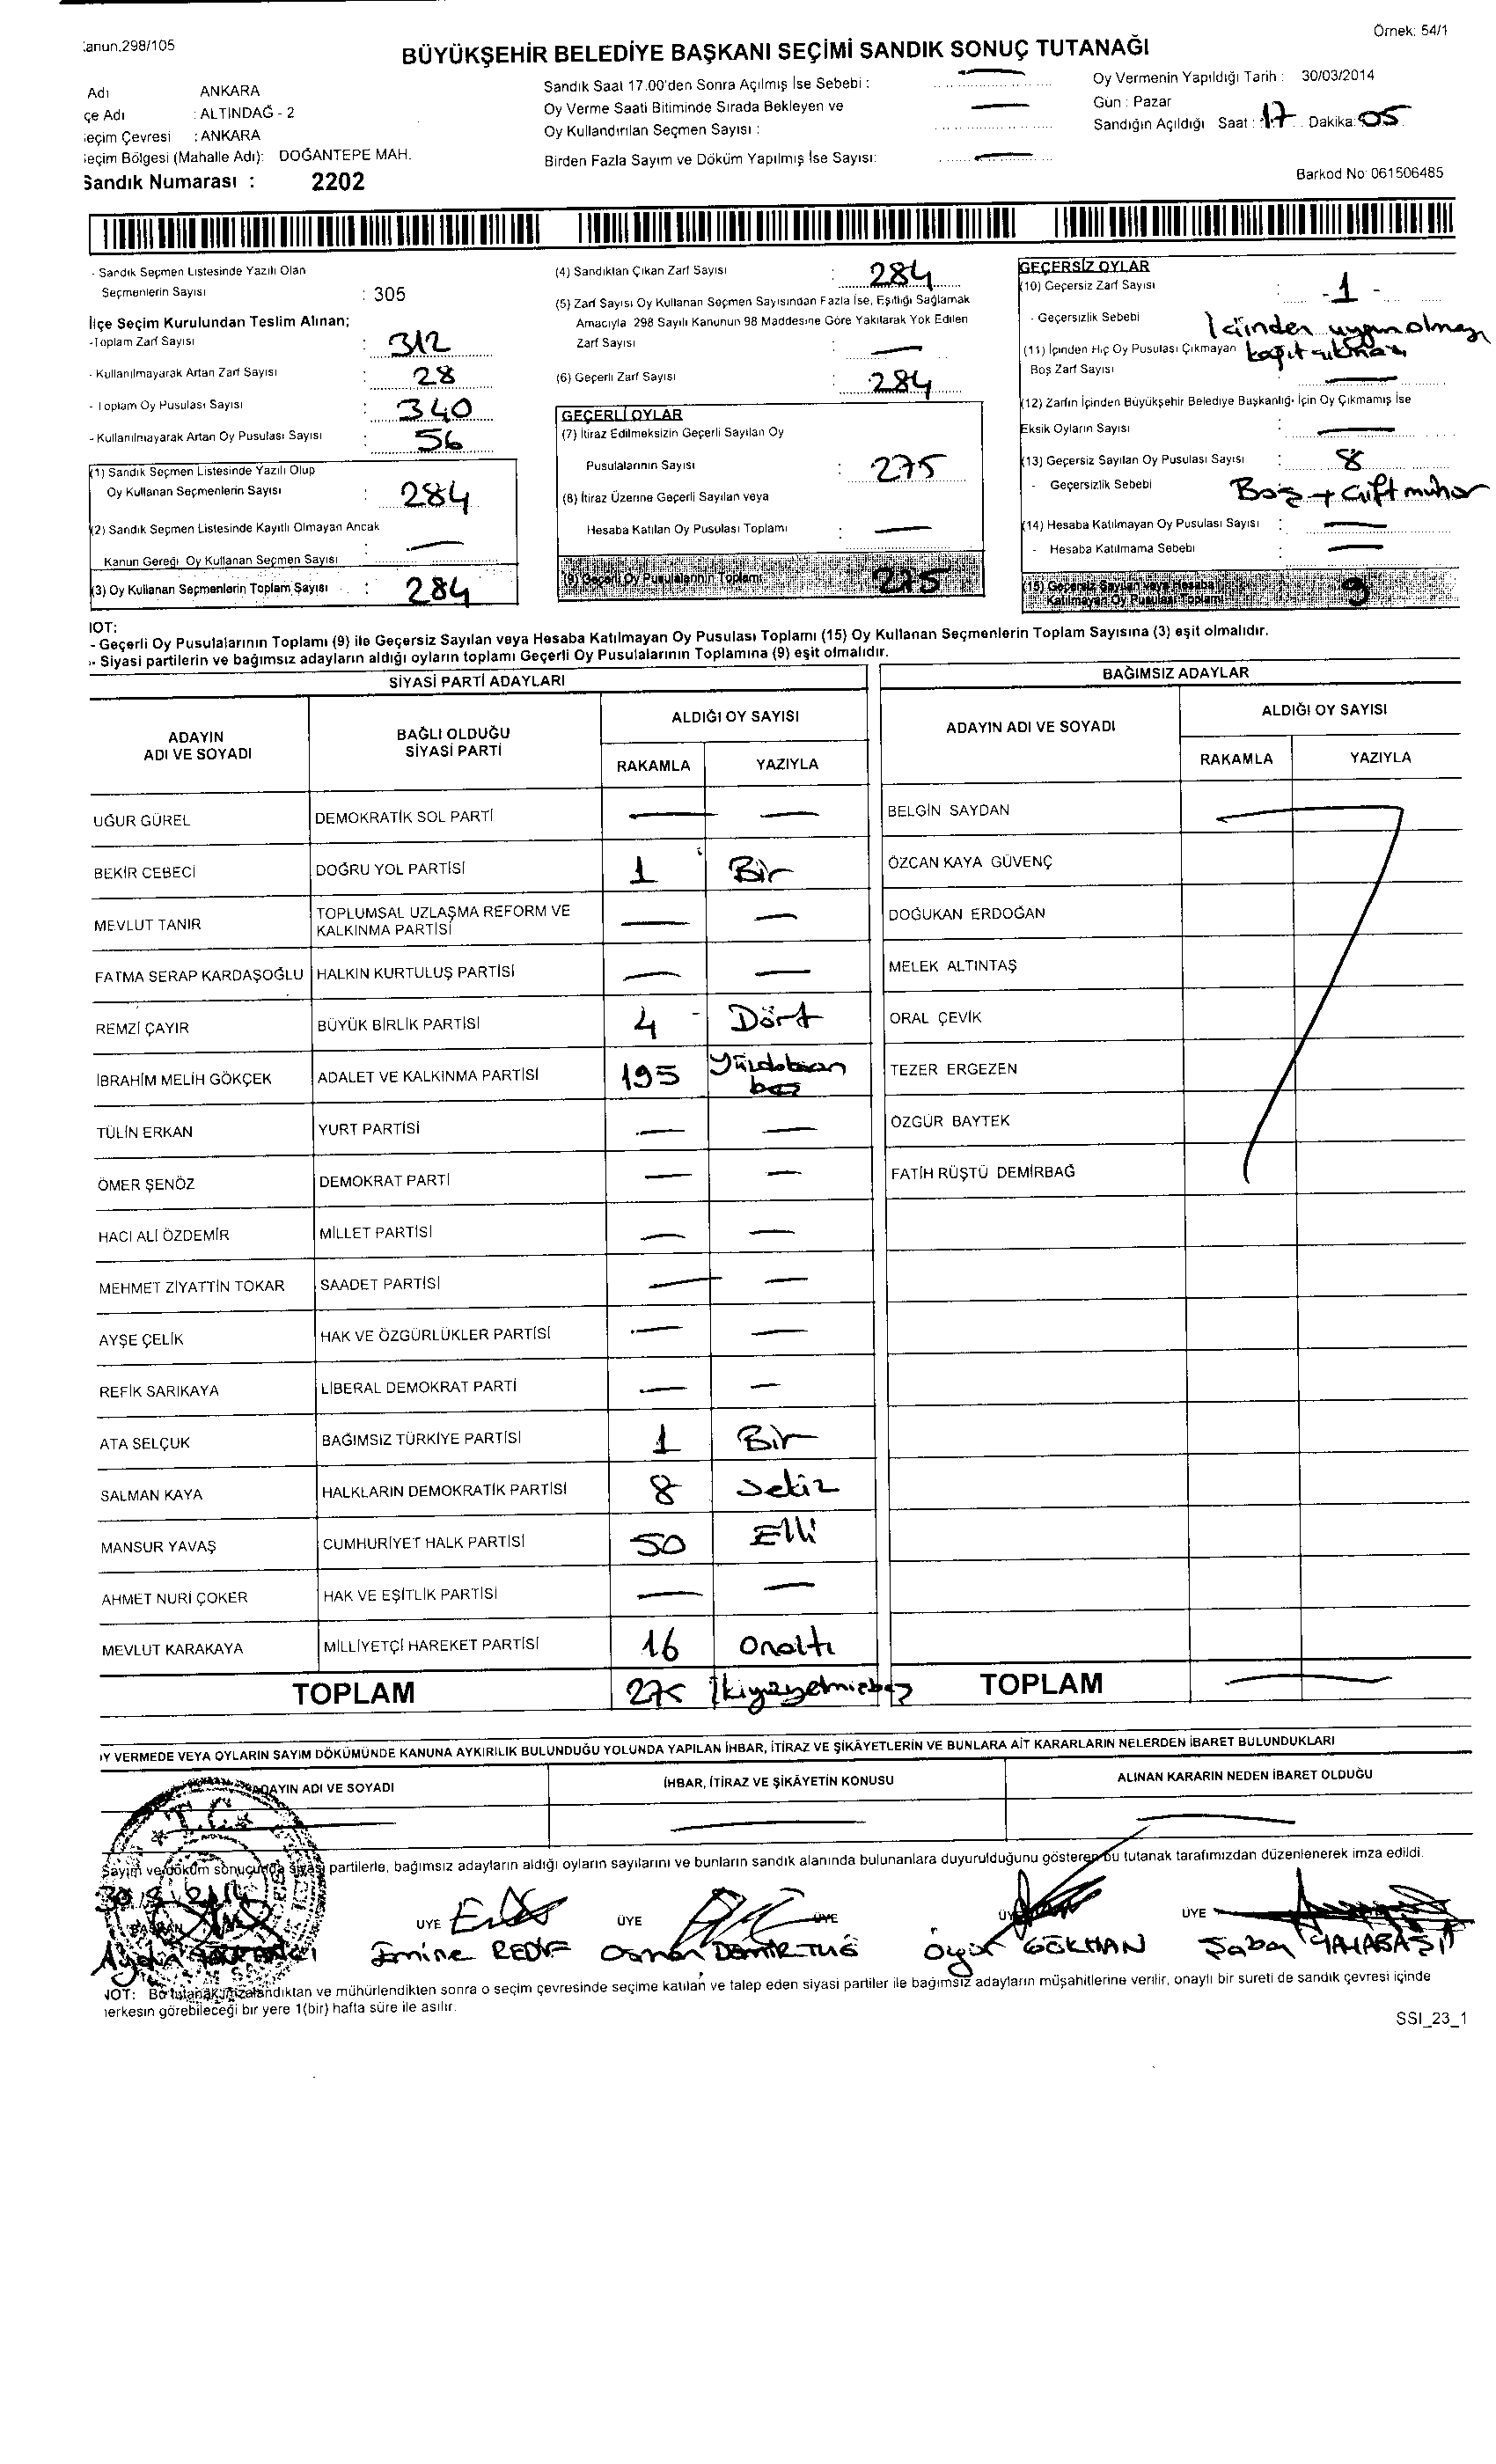 Kanun.298/105
Örnek: 54/1
BÜYÜKŞEHİR BELEDİYE BAŞKANI SEÇİMİ SANDIK SONUÇ TUTANAĞI
Adı ANKARA
çe Adı : ALTINDAĞ - 2
eçim Çevresi : ANKARA
eçim Bölgesi (Mahalle Adı): DOĞANTEPE MAH.
Sandık Numarası : 2202
Sandık Saat 17.00'den Sonra Açılmış İse Sebebi : —
Oy Verme Saati Bitiminde Sırada Bekleyen ve —
Oy Kullandırılan Seçmen Sayısı :
Birden Fazla Sayım ve Döküm Yapılmış İse Sayısı: —
Oy Vermenin Yapıldığı Tarih : 30/03/2014
Gün : Pazar
Sandığın Açıldığı Saat : 17 Dakika: 05
Barkod No: 061506485
- Sandık Seçmen Listesinde Yazılı Olan
Seçmenlerin Sayısı : 305
İlçe Seçim Kurulundan Teslim Alınan;
-Toplam Zarf Sayısı : 312
- Kullanılmayarak Artan Zarf Sayısı : 28
- Toplam Oy Pusulası Sayısı : 340
- Kullanılmayarak Artan Oy Pusulası Sayısı : 56
(1) Sandık Seçmen Listesinde Yazılı Olup
Oy Kullanan Seçmenlerin Sayısı : 284
(2) Sandık Seçmen Listesinde Kayıtlı Olmayan Ancak
Kanun Gereği Oy Kullanan Seçmen Sayısı : —
(3) Oy Kullanan Seçmenlerin Toplam Sayısı : 284
(4) Sandıktan Çıkan Zarf Sayısı : 284
(5) Zarf Sayısı Oy Kullanan Seçmen Sayısından Fazla İse, Eşitliği Sağlamak
Amacıyla 298 Sayılı Kanunun 98 Maddesine Göre Yakılarak Yok Edilen
Zarf Sayısı : —
(6) Geçerli Zarf Sayısı : 284
GEÇERLİ OYLAR
(7) İtiraz Edilmeksizin Geçerli Sayılan Oy
Pusulalarının Sayısı : 275
(8) İtiraz Üzerine Geçerli Sayılan veya
Hesaba Katılan Oy Pusulası Toplamı : —
(9) Geçerli Oy Pusulalarının Toplamı 275
GEÇERSİZ OYLAR
(10) Geçersiz Zarf Sayısı : -1-
- Geçersizlik Sebebi İçinden uygun olmayan
(11) İçinden Hiç Oy Pusulası Çıkmayan kağıt çıkması
Boş Zarf Sayısı —
(12) Zarfın İçinden Büyükşehir Belediye Başkanlığı İçin Oy Çıkmamış İse
Eksik Oyların Sayısı : —
(13) Geçersiz Sayılan Oy Pusulası Sayısı : 8
- Geçersizlik Sebebi Boş + Çift mühür
(14) Hesaba Katılmayan Oy Pusulası Sayısı : —
- Hesaba Katılmama Sebebi : —
(15) Geçersiz Sayılan veya Hesaba
Katılmayan Oy Pusulası Toplamı 9
NOT:
- Geçerli Oy Pusulalarının Toplamı (9) ile Geçersiz Sayılan veya Hesaba Katılmayan Oy Pusulası Toplamı (15) Oy Kullanan Seçmenlerin Toplam Sayısına (3) eşit olmalıdır.
- Siyasi partilerin ve bağımsız adayların aldığı oyların toplamı Geçerli Oy Pusulalarının Toplamına (9) eşit olmalıdır.
SİYASİ PARTİ ADAYLARI
ADAYIN ADI VE SOYADI
BAĞLI OLDUĞU SİYASİ PARTİ
ALDIĞI OY SAYISI
RAKAMLA YAZIYLA
UĞUR GÜREL DEMOKRATİK SOL PARTİ — —
BEKİR CEBECİ DOĞRU YOL PARTİSİ 1 Bir
MEVLUT TANIR TOPLUMSAL UZLAŞMA REFORM VE KALKINMA PARTİSİ — —
FATMA SERAP KARDAŞOĞLU HALKIN KURTULUŞ PARTİSİ — —
REMZİ ÇAYIR BÜYÜK BİRLİK PARTİSİ 4 Dört
İBRAHİM MELİH GÖKÇEK ADALET VE KALKINMA PARTİSİ 195 Yüzdoksan beş
TÜLİN ERKAN YURT PARTİSİ — —
ÖMER ŞENÖZ DEMOKRAT PARTİ — —
HACI ALİ ÖZDEMİR MİLLET PARTİSİ — —
MEHMET ZİYATTİN TOKAR SAADET PARTİSİ — —
AYŞE ÇELİK HAK VE ÖZGÜRLÜKLER PARTİSİ — —
REFİK SARIKAYA LİBERAL DEMOKRAT PARTİ — —
ATA SELÇUK BAĞIMSIZ TÜRKİYE PARTİSİ 1 Bir
SALMAN KAYA HALKLARIN DEMOKRATİK PARTİSİ 8 Sekiz
MANSUR YAVAŞ CUMHURİYET HALK PARTİSİ 50 Elli
AHMET NURİ ÇOKER HAK VE EŞİTLİK PARTİSİ — —
MEVLUT KARAKAYA MİLLİYETÇİ HAREKET PARTİSİ 16 Onaltı
TOPLAM 275 İkiyüzyetmişbeş
BAĞIMSIZ ADAYLAR
ADAYIN ADI VE SOYADI
ALDIĞI OY SAYISI
RAKAMLA YAZIYLA
BELGİN SAYDAN
ÖZCAN KAYA GÜVENÇ
DOĞUKAN ERDOĞAN
MELEK ALTINTAŞ
ORAL ÇEVİK
TEZER ERGEZEN
ÖZGÜR BAYTEK
FATİH RÜŞTÜ DEMİRBAĞ
TOPLAM —
OY VERMEDE VEYA OYLARIN SAYIM DÖKÜMÜNDE KANUNA AYKIRILIK BULUNDUĞU YOLUNDA YAPILAN İHBAR, İTİRAZ VE ŞİKÂYETLERİN VE BUNLARA AİT KARARLARIN NELERDEN İBARET BULUNDUKLARI
ADAYIN ADI VE SOYADI İHBAR, İTİRAZ VE ŞİKÂYETİN KONUSU ALINAN KARARIN NEDEN İBARET OLDUĞU
T.C.
Sayım ve döküm sonucunda siyasi partilerle, bağımsız adayların aldığı oyların sayılarını ve bunların sandık alanında bulunanlara duyurulduğunu gösteren bu tutanak tarafımızdan düzenlenerek imza edildi.
BAŞKAN ÜYE ÜYE ÜYE ÜYE ÜYE
Aydın Emine REDİF Osman DEMİRTUĞ GÖKHAN Şaban
NOT: Bu tutanak imzalandıktan ve mühürlendikten sonra o seçim çevresinde seçime katılan ve talep eden siyasi partiler ile bağımsız adayların müşahitlerine verilir, onaylı bir sureti de sandık çevresi içinde
herkesin görebileceği bir yere 1(bir) hafta süre ile asılır.
SSI_23_1